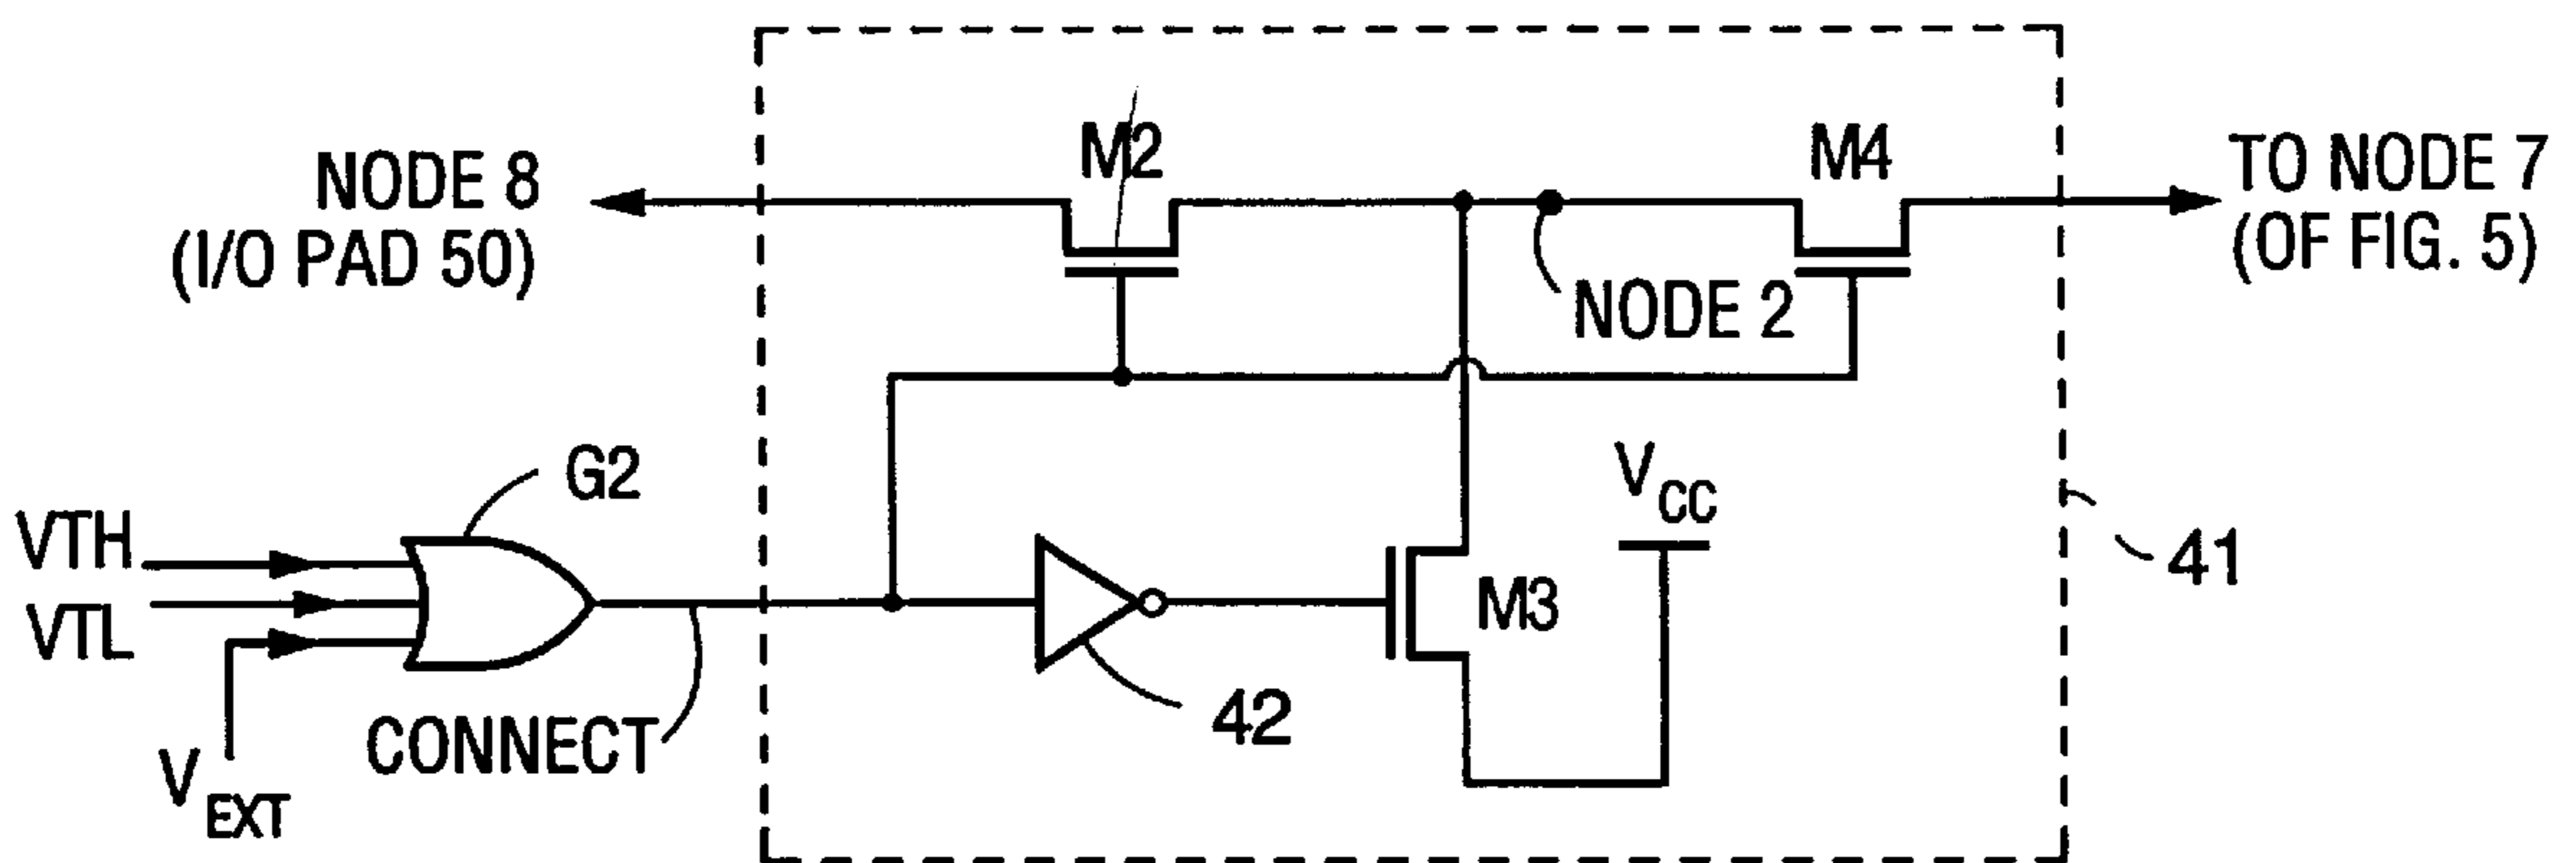 M2
M4
NODE 8
(I/O PAD 50)
TO NODE 7
(OF FIG. 5)
NODE 2
G2
VTH
VTL
V EXT
CONNECT
42
M3
V CC
41